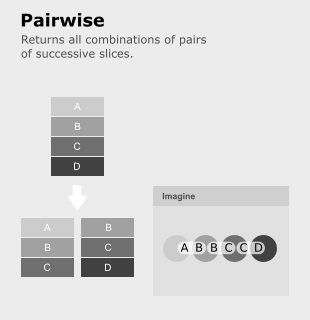 Pairwise
Returns all combinations of pairs
of successive slices.
A
B
C
D
A B
B C
C D
Imagine
A B B C C D